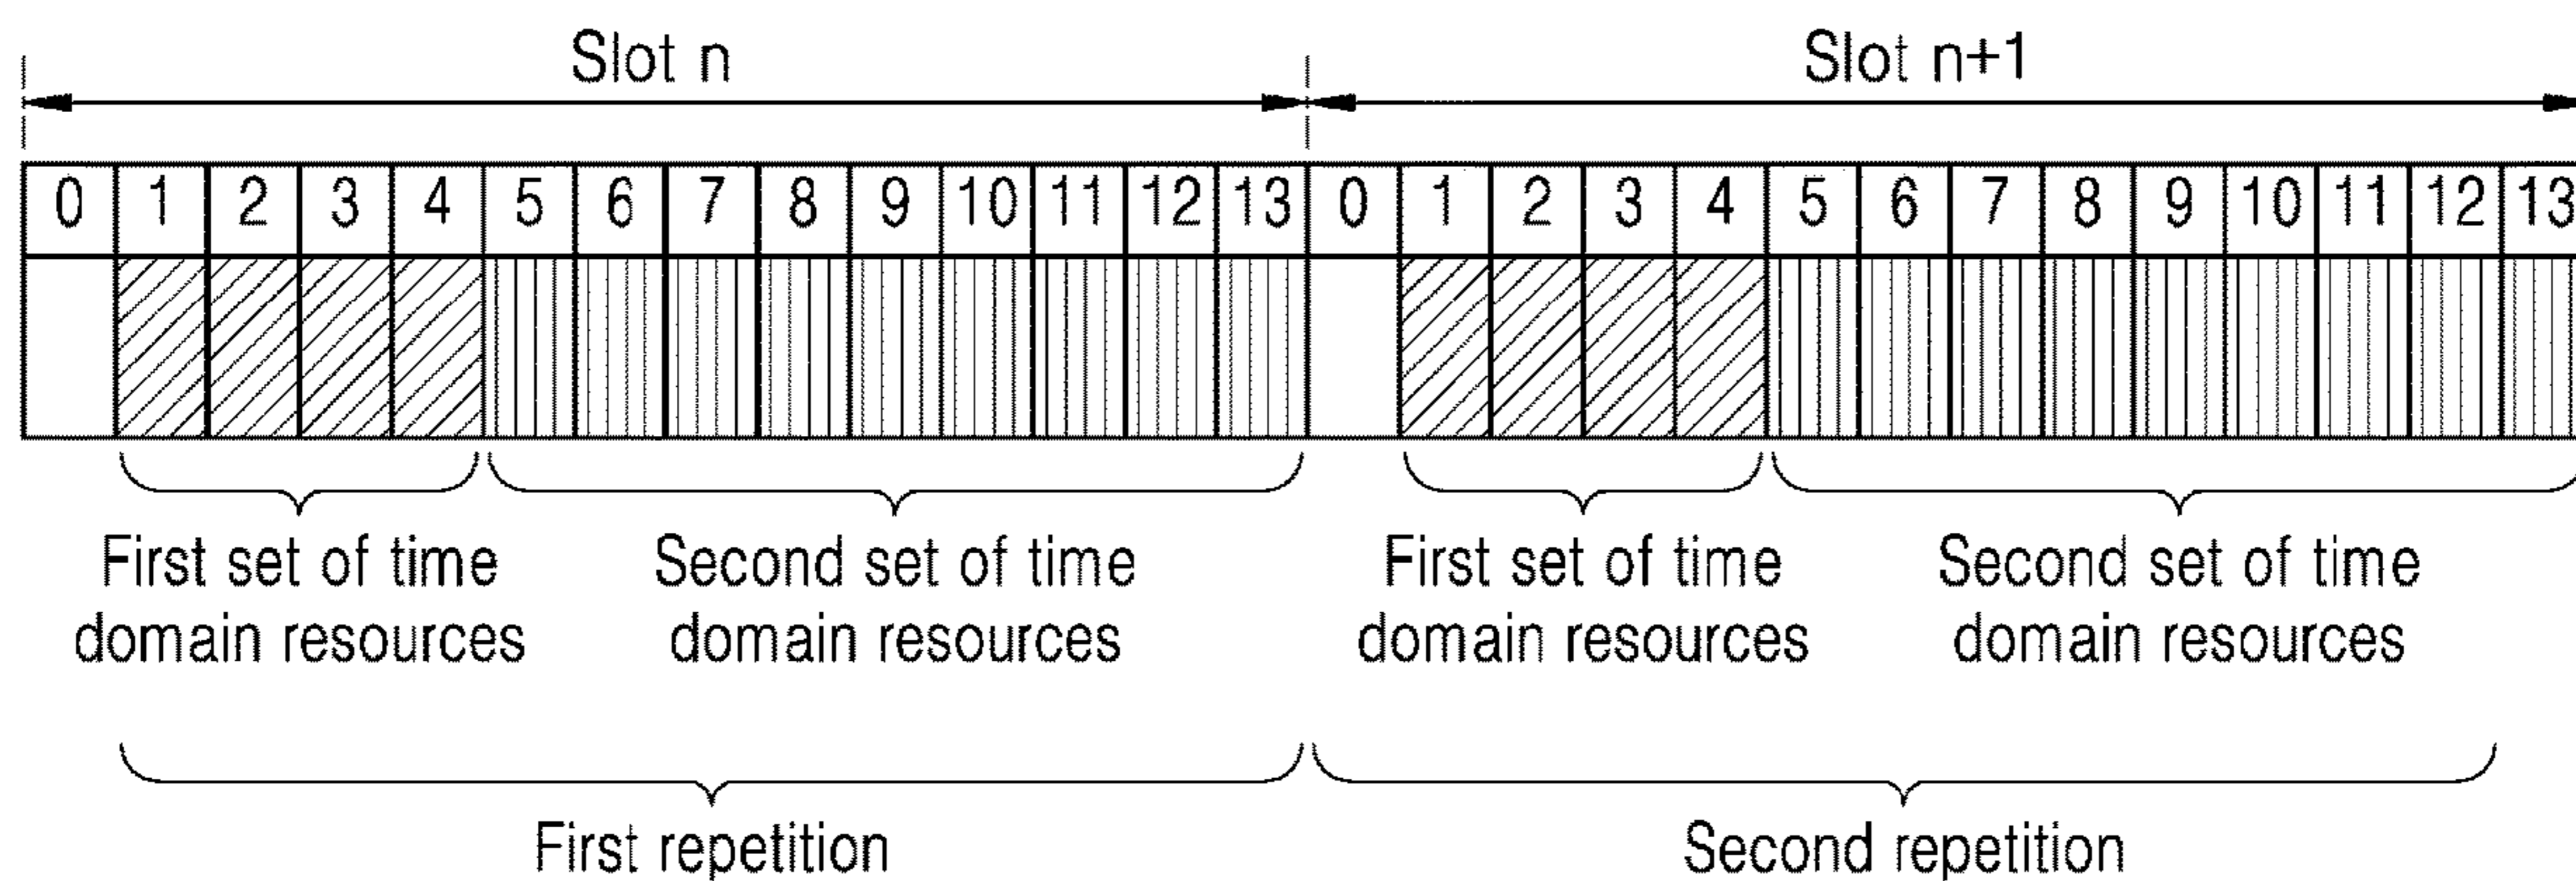 Slot n Slot n+1
0 1 2 3 4 5 6 7 8 9 10 11 12 13 0 1 2 3 4 5 6 7 8 9 10 11 12 13
First set of time Second set of time First set of time Second set of time
domain resources domain resources domain resources domain resources
First repetition Second repetition